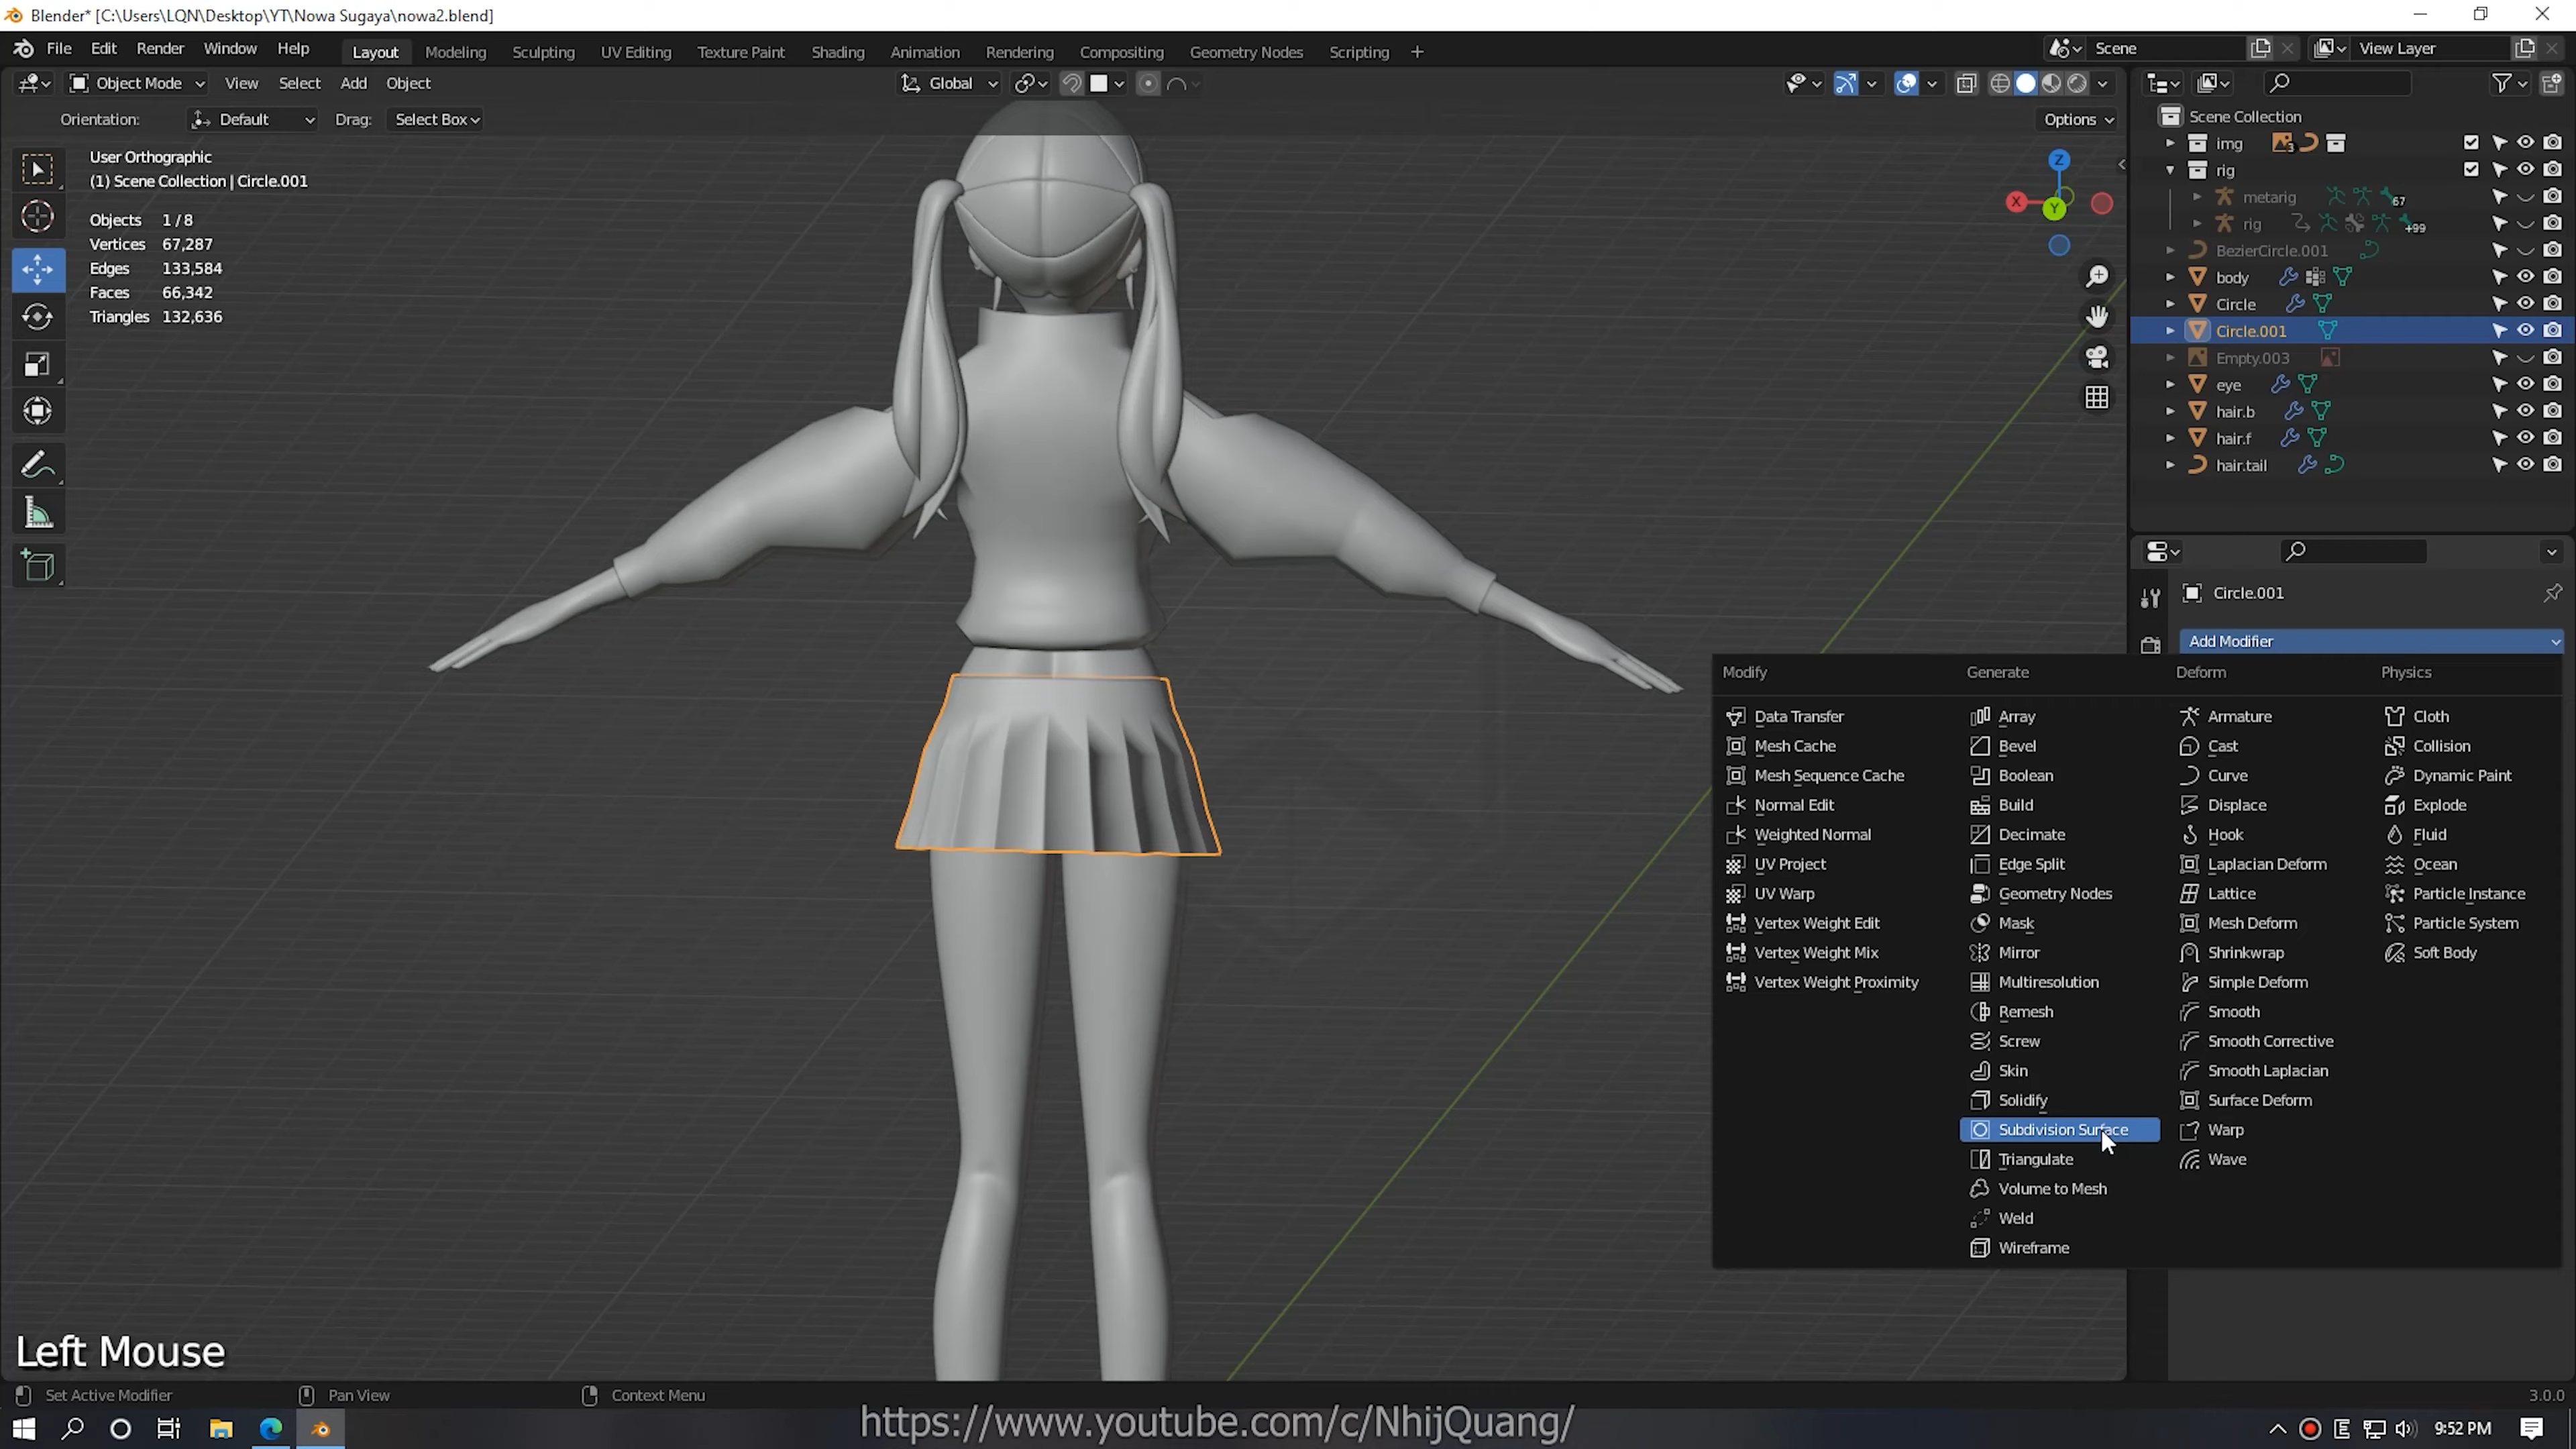 Blender* [C:\Users\LQN\Desktop\YT\Nowa Sugaya\nowa2.blend]
File Edit Render Window Help Layout Modeling Sculpting UV Editing Texture Paint Shading Animation Rendering Compositing Geometry Nodes Scripting + Scene View Layer
Object Mode View Select Add Object Global
Orientation: Default Drag: Select Box Options
User Orthographic
(1) Scene Collection | Circle.001
Objects 1 / 8
Vertices 67,287
Edges 133,584
Faces 66,342
Triangles 132,636
Z
X
Y
Scene Collection
img 3
rig
metarig 67
rig +99
BezierCircle.001
body
Circle
Circle.001
Empty.003
eye
hair.b
hair.f
hair.tail
Circle.001
Add Modifier
Modify
Data Transfer
Mesh Cache
Mesh Sequence Cache
Normal Edit
Weighted Normal
UV Project
UV Warp
Vertex Weight Edit
Vertex Weight Mix
Vertex Weight Proximity
Generate
Array
Bevel
Boolean
Build
Decimate
Edge Split
Geometry Nodes
Mask
Mirror
Multiresolution
Remesh
Screw
Skin
Solidify
Subdivision Surface
Triangulate
Volume to Mesh
Weld
Wireframe
Deform
Armature
Cast
Curve
Displace
Hook
Laplacian Deform
Lattice
Mesh Deform
Shrinkwrap
Simple Deform
Smooth
Smooth Corrective
Smooth Laplacian
Surface Deform
Warp
Wave
Physics
Cloth
Collision
Dynamic Paint
Explode
Fluid
Ocean
Particle Instance
Particle System
Soft Body
Left Mouse
Set Active Modifier Pan View Context Menu 3.0.0
https://www.youtube.com/c/NhijQuang/
E 9:52 PM